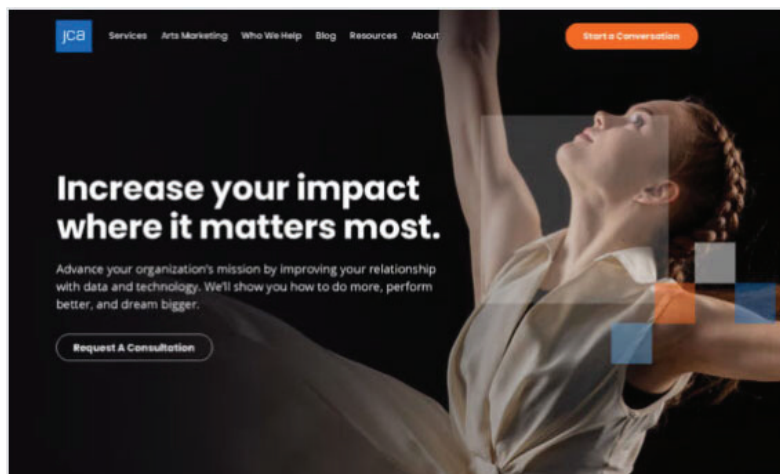 jca
Services Arts Marketing Who We Help Blog Resources About
Start a Conversation
Increase your impact
where it matters most.
Advance your organization's mission by improving your relationship
with data and technology. We'll show you how to do more, perform
better, and dream bigger.
Request A Consultation